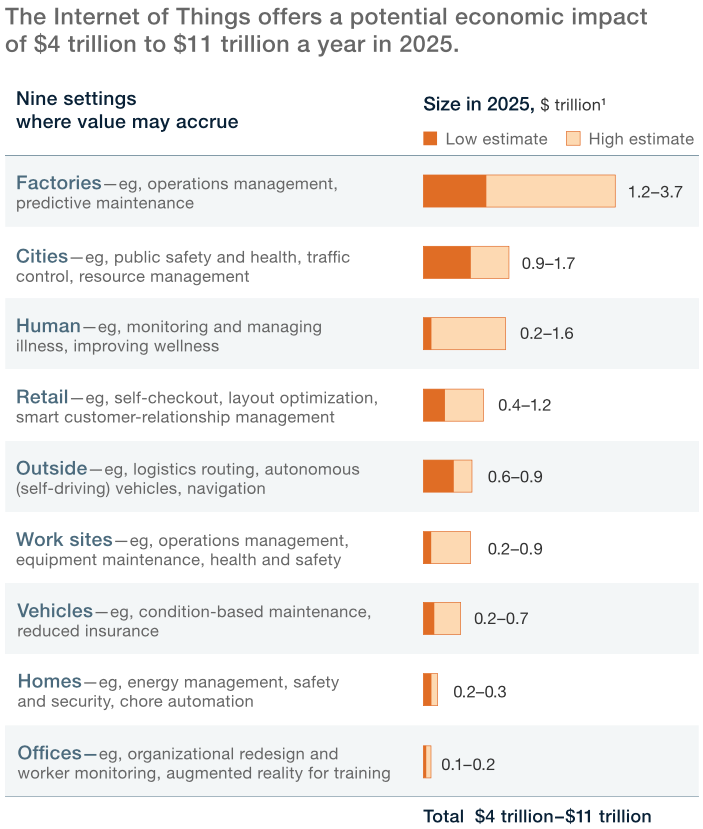 The Internet of Things offers a potential economic impact
of $4 trillion to $11 trillion a year in 2025.
Nine settings
where value may accrue
Size in 2025, $ trillion¹
Low estimate
High estimate
Factories—eg, operations management,
predictive maintenance
1.2–3.7
Cities—eg, public safety and health, traffic
control, resource management
0.9–1.7
Human—eg, monitoring and managing
illness, improving wellness
0.2–1.6
Retail—eg, self-checkout, layout optimization,
smart customer-relationship management
0.4–1.2
Outside—eg, logistics routing, autonomous
(self-driving) vehicles, navigation
0.6–0.9
Work sites—eg, operations management,
equipment maintenance, health and safety
0.2–0.9
Vehicles—eg, condition-based maintenance,
reduced insurance
0.2–0.7
Homes—eg, energy management, safety
and security, chore automation
0.2–0.3
Offices—eg, organizational redesign and
worker monitoring, augmented reality for training
0.1–0.2
Total $4 trillion–$11 trillion